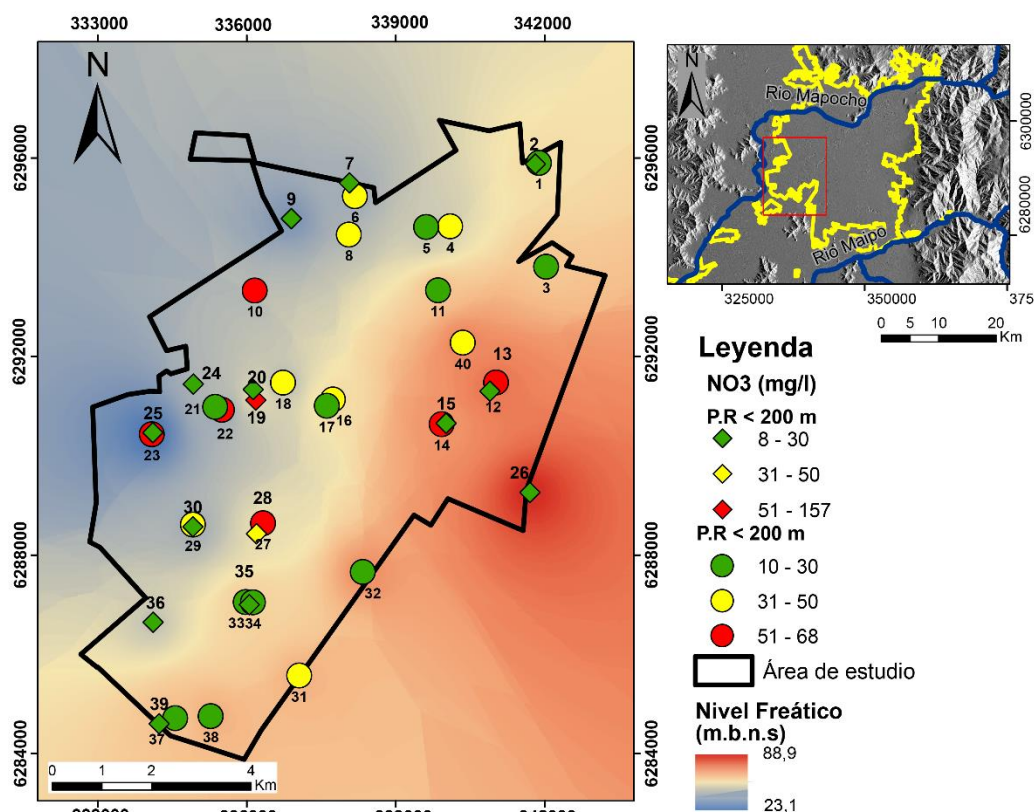 333000 336000 339000 342000
N
6296000
6292000
6288000
6284000
2
1
7
6
9
8
5
4
3
10
11
40
13
12
24
20
21
22
19
18
17
16
15
14
25
23
26
30
29
28
27
35
3334
32
36
31
39
37
38
0 1 2 4
Km
336000 339000 342000
N
Rio Mapocho
Rio Maipo
6300000
6280000
325000 350000 375
0 5 10 20
Km
Leyenda
NO3 (mg/l)
P.R < 200 m
8 - 30
31 - 50
51 - 157
P.R < 200 m
10 - 30
31 - 50
51 - 68
Área de estudio
Nivel Freático
(m.b.n.s)
88,9
23,1